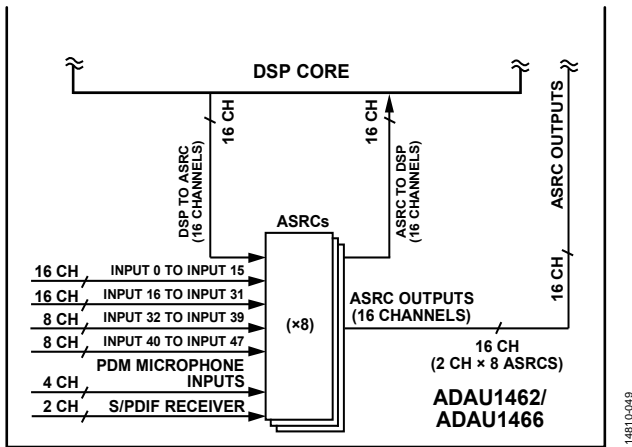 DSP CORE
16 CH
DSP TO ASRC
(16 CHANNELS)
16 CH
ASRC TO DSP
(16 CHANNELS)
ASRC OUTPUTS
16 CH
ASRCs
(×8)
16 CH
INPUT 0 TO INPUT 15
16 CH
INPUT 16 TO INPUT 31
8 CH
INPUT 32 TO INPUT 39
8 CH
INPUT 40 TO INPUT 47
PDM MICROPHONE
INPUTS
4 CH
2 CH
S/PDIF RECEIVER
ASRC OUTPUTS
(16 CHANNELS)
16 CH
(2 CH × 8 ASRCS)
ADAU1462/
ADAU1466
14810-049